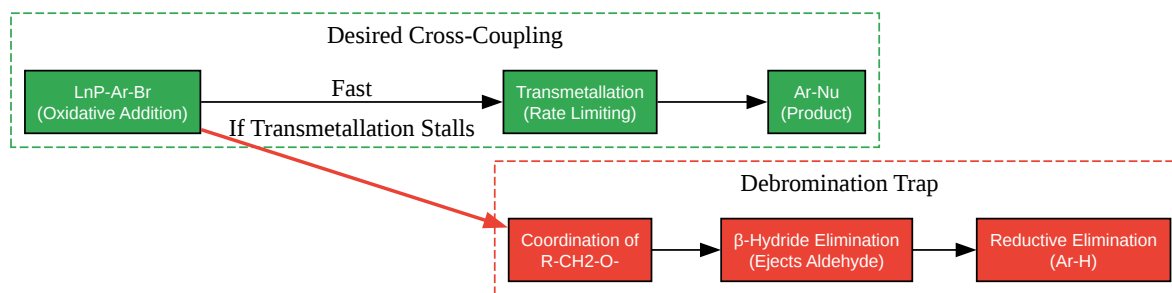 Desired Cross-Coupling
LnP-Ar-Br
(Oxidative Addition)
Fast
If Transmetallation Stalls
Transmetallation
(Rate Limiting)
Ar-Nu
(Product)
Debromination Trap
Coordination of
R-CH2-O-
β-Hydride Elimination
(Ejects Aldehyde)
Reductive Elimination
(Ar-H)